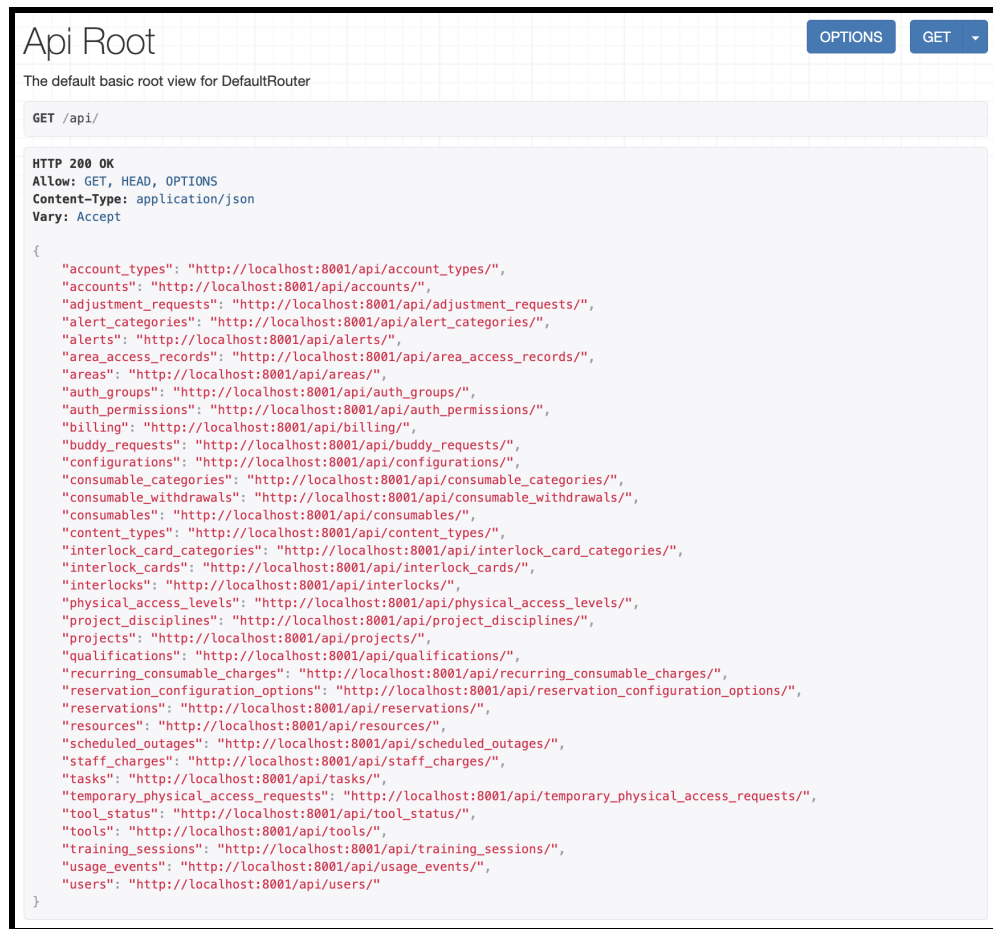 Api Root
OPTIONS
GET
The default basic root view for DefaultRouter
GET /api/
HTTP 200 OK
Allow: GET, HEAD, OPTIONS
Content-Type: application/json
Vary: Accept
{
    "account_types": "http://localhost:8001/api/account_types/",
    "accounts": "http://localhost:8001/api/accounts/",
    "adjustment_requests": "http://localhost:8001/api/adjustment_requests/",
    "alert_categories": "http://localhost:8001/api/alert_categories/",
    "alerts": "http://localhost:8001/api/alerts/",
    "area_access_records": "http://localhost:8001/api/area_access_records/",
    "areas": "http://localhost:8001/api/areas/",
    "auth_groups": "http://localhost:8001/api/auth_groups/",
    "auth_permissions": "http://localhost:8001/api/auth_permissions/",
    "billing": "http://localhost:8001/api/billing/",
    "buddy_requests": "http://localhost:8001/api/buddy_requests/",
    "configurations": "http://localhost:8001/api/configurations/",
    "consumable_categories": "http://localhost:8001/api/consumable_categories/",
    "consumable_withdrawals": "http://localhost:8001/api/consumable_withdrawals/",
    "consumables": "http://localhost:8001/api/consumables/",
    "content_types": "http://localhost:8001/api/content_types/",
    "interlock_card_categories": "http://localhost:8001/api/interlock_card_categories/",
    "interlock_cards": "http://localhost:8001/api/interlock_cards/",
    "interlocks": "http://localhost:8001/api/interlocks/",
    "physical_access_levels": "http://localhost:8001/api/physical_access_levels/",
    "project_disciplines": "http://localhost:8001/api/project_disciplines/",
    "projects": "http://localhost:8001/api/projects/",
    "qualifications": "http://localhost:8001/api/qualifications/",
    "recurring_consumable_charges": "http://localhost:8001/api/recurring_consumable_charges/",
    "reservation_configuration_options": "http://localhost:8001/api/reservation_configuration_options/",
    "reservations": "http://localhost:8001/api/reservations/",
    "resources": "http://localhost:8001/api/resources/",
    "scheduled_outages": "http://localhost:8001/api/scheduled_outages/",
    "staff_charges": "http://localhost:8001/api/staff_charges/",
    "tasks": "http://localhost:8001/api/tasks/",
    "temporary_physical_access_requests": "http://localhost:8001/api/temporary_physical_access_requests/",
    "tool_status": "http://localhost:8001/api/tool_status/",
    "tools": "http://localhost:8001/api/tools/",
    "training_sessions": "http://localhost:8001/api/training_sessions/",
    "usage_events": "http://localhost:8001/api/usage_events/",
    "users": "http://localhost:8001/api/users/"
}